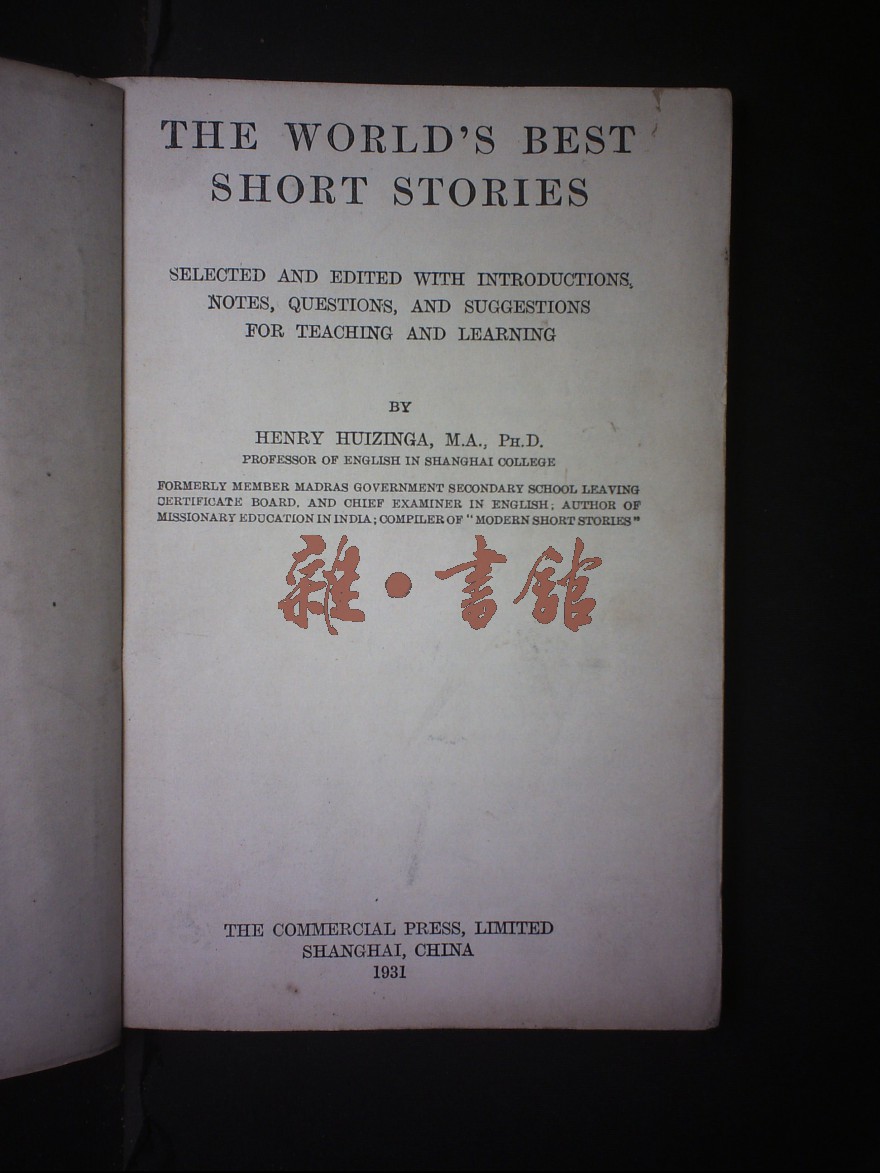 THE WORLD'S BEST
SHORT STORIES
SELECTED AND EDITED WITH INTRODUCTIONS,
NOTES, QUESTIONS, AND SUGGESTIONS
FOR TEACHING AND LEARNING
BY
HENRY HUIZINGA, M.A., PH.D.
PROFESSOR OF ENGLISH IN SHANGHAI COLLEGE
FORMERLY MEMBER MADRAS GOVERNMENT SECONDARY SCHOOL LEAVING
CERTIFICATE BOARD, AND CHIEF EXAMINER IN ENGLISH; AUTHOR OF
MISSIONARY EDUCATION IN INDIA; COMPILER OF "MODERN SHORT STORIES"
雜•書館
THE COMMERCIAL PRESS, LIMITED
SHANGHAI, CHINA
1931